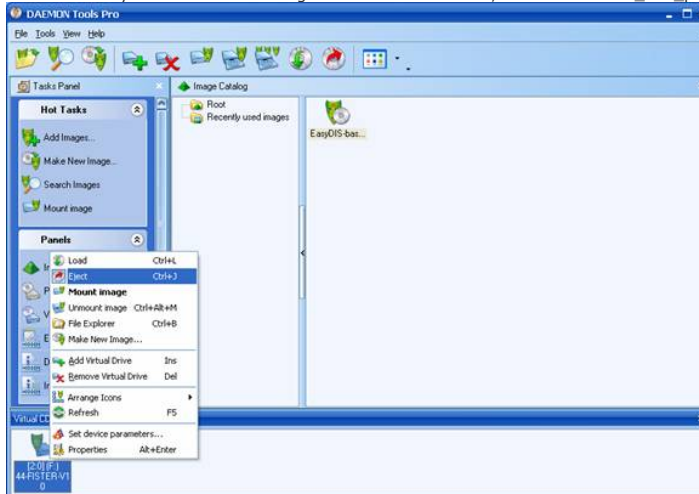 DAEMON Tools Pro
File Tools View Help
Tasks Panel
Image Catalog
Hot Tasks
Add Images...
Make New Image...
Search Images
Mount image
Root
Recently used images
EasyDIS-bas...
Panels
Load Ctrl+L
Eject Ctrl+J
Mount image
Unmount image Ctrl+Alt+M
File Explorer Ctrl+B
Make New Image...
Add Virtual Drive Ins
Remove Virtual Drive Del
Arrange Icons
Refresh F5
Set device parameters...
Properties Alt+Enter
Virtual CD
[2:0] (F:)
44-FISTER-V1
0